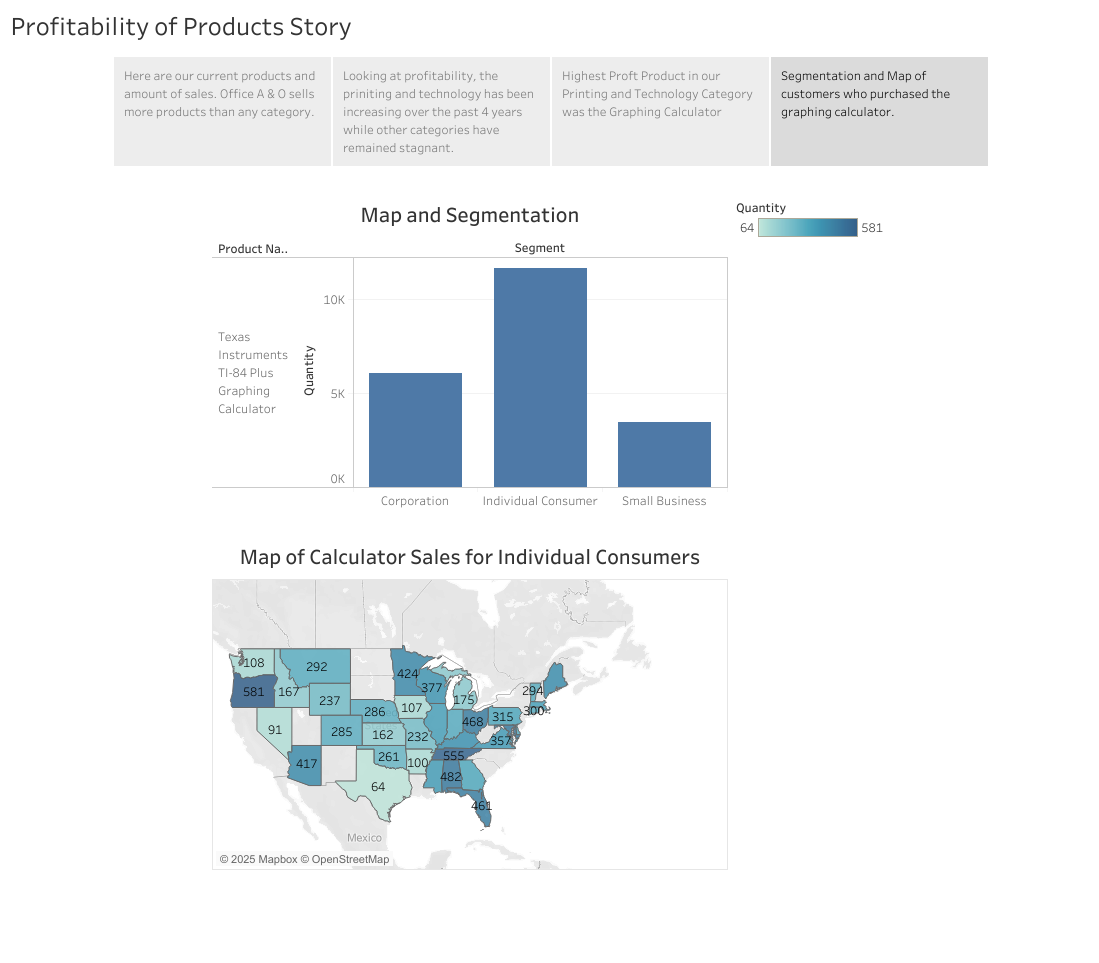 Profitability of Products Story
Here are our current products and
amount of sales. Office A & O sells
more products than any category.
Looking at profitability, the
priniting and technology has been
increasing over the past 4 years
while other categories have
remained stagnant.
Highest Proft Product in our
Printing and Technology Category
was the Graphing Calculator
Segmentation and Map of
customers who purchased the
graphing calculator.
Map and Segmentation
Quantity
64 581
Product Na..
Segment
Texas
Instruments
TI-84 Plus
Graphing
Calculator
Quantity
10K
5K
0K
Corporation Individual Consumer Small Business
Map of Calculator Sales for Individual Consumers
108 292 424 294
581 167 237 377 175 300
286 107 468 315
91 285 162 232 357
417 261 100 555
64 482
461
Mexico
© 2025 Mapbox © OpenStreetMap